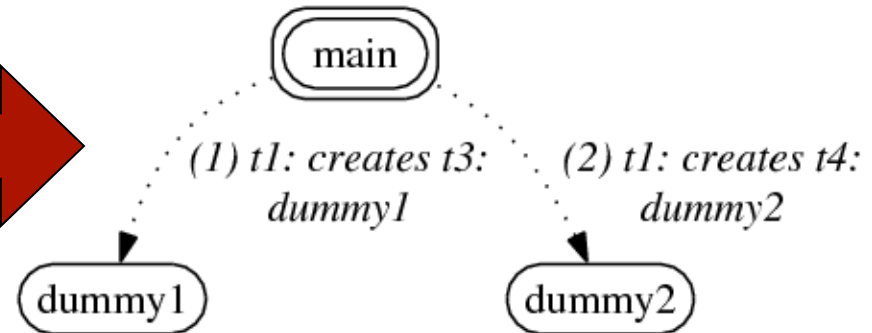 main
(1) t1: creates t3:
dummy1
(2) t1: creates t4:
dummy2
dummy1
dummy2